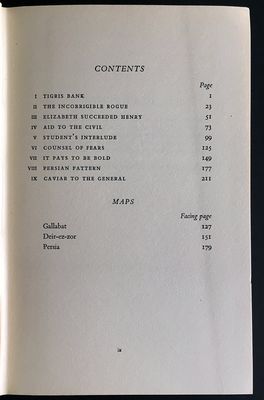 CONTENTS
Page
I TIGRIS BANK 1
II THE INCORRIGIBLE ROGUE 23
III ELIZABETH SUCCEEDED HENRY 51
IV AID TO THE CIVIL 73
V STUDENT'S INTERLUDE 99
VI COUNSEL OF FEARS 125
VII IT PAYS TO BE BOLD 149
VIII PERSIAN PATTERN 177
IX CAVIAR TO THE GENERAL 211
MAPS
Facing page
Gallabat 127
Deir-ez-zor 151
Persia 179
ix